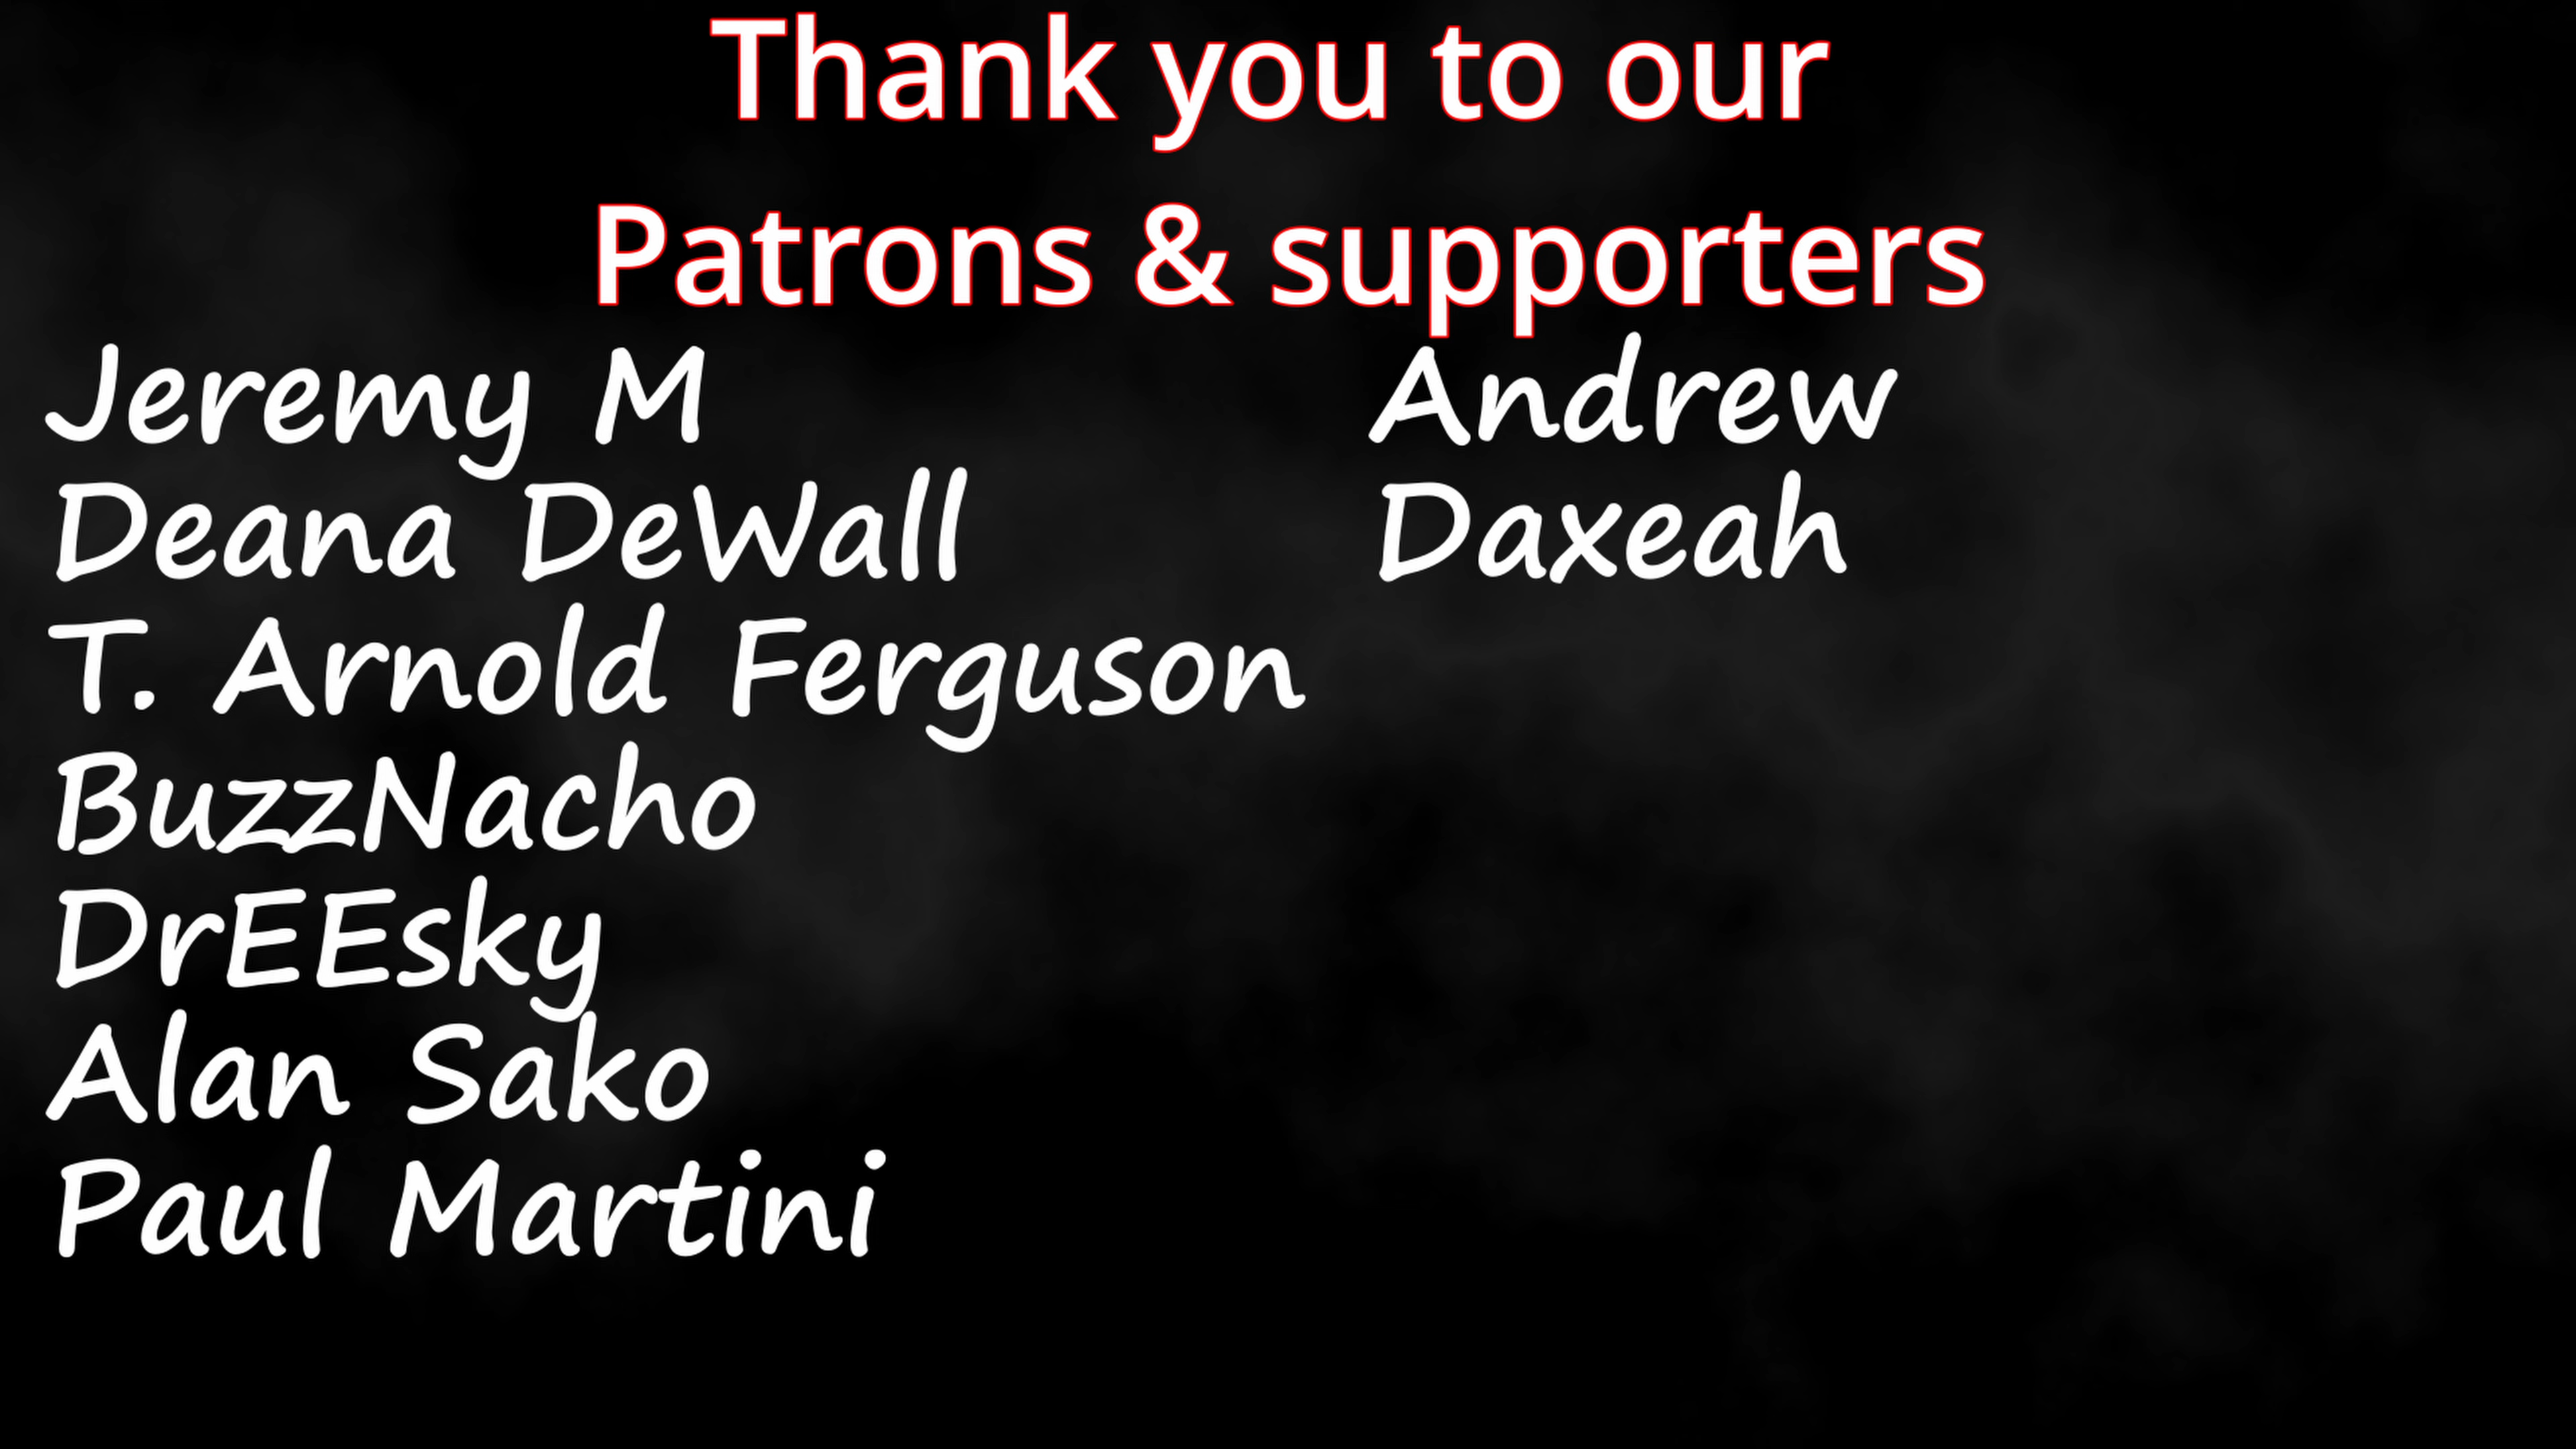 Thank you to our
Patrons & supporters
Jeremy M
Deana DeWall
T. Arnold Ferguson
BuzzNacho
DrEEsky
Alan Sako
Paul Martini
Andrew
Daxeah